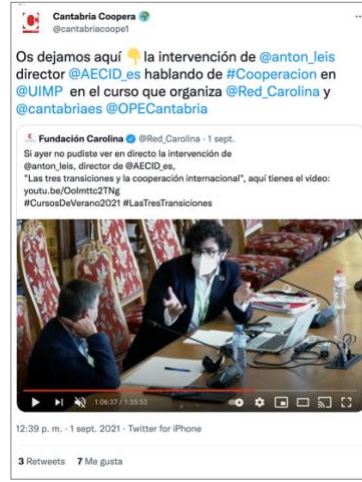 Cantabria Coopera
@cantabriacoope1
Os dejamos aquí la intervención de @anton_leis
director @AECID_es hablando de #Cooperacion en
@UIMP en el curso que organiza @Red_Carolina y
@cantabriaes @OPECantabria
Fundación Carolina @Red_Carolina · 1 sept.
Si ayer no pudiste ver en directo la intervención de
@anton_leis, director de @AECID_es,
"Las tres transiciones y la cooperación internacional", aquí tienes el video:
youtu.be/OoImttc2TNg
#CursosDeVerano2021 #LasTresTransiciones
1:06:37 / 1:35:53
12:39 p. m. · 1 sept. 2021 · Twitter for iPhone
3 Retweets 7 Me gusta